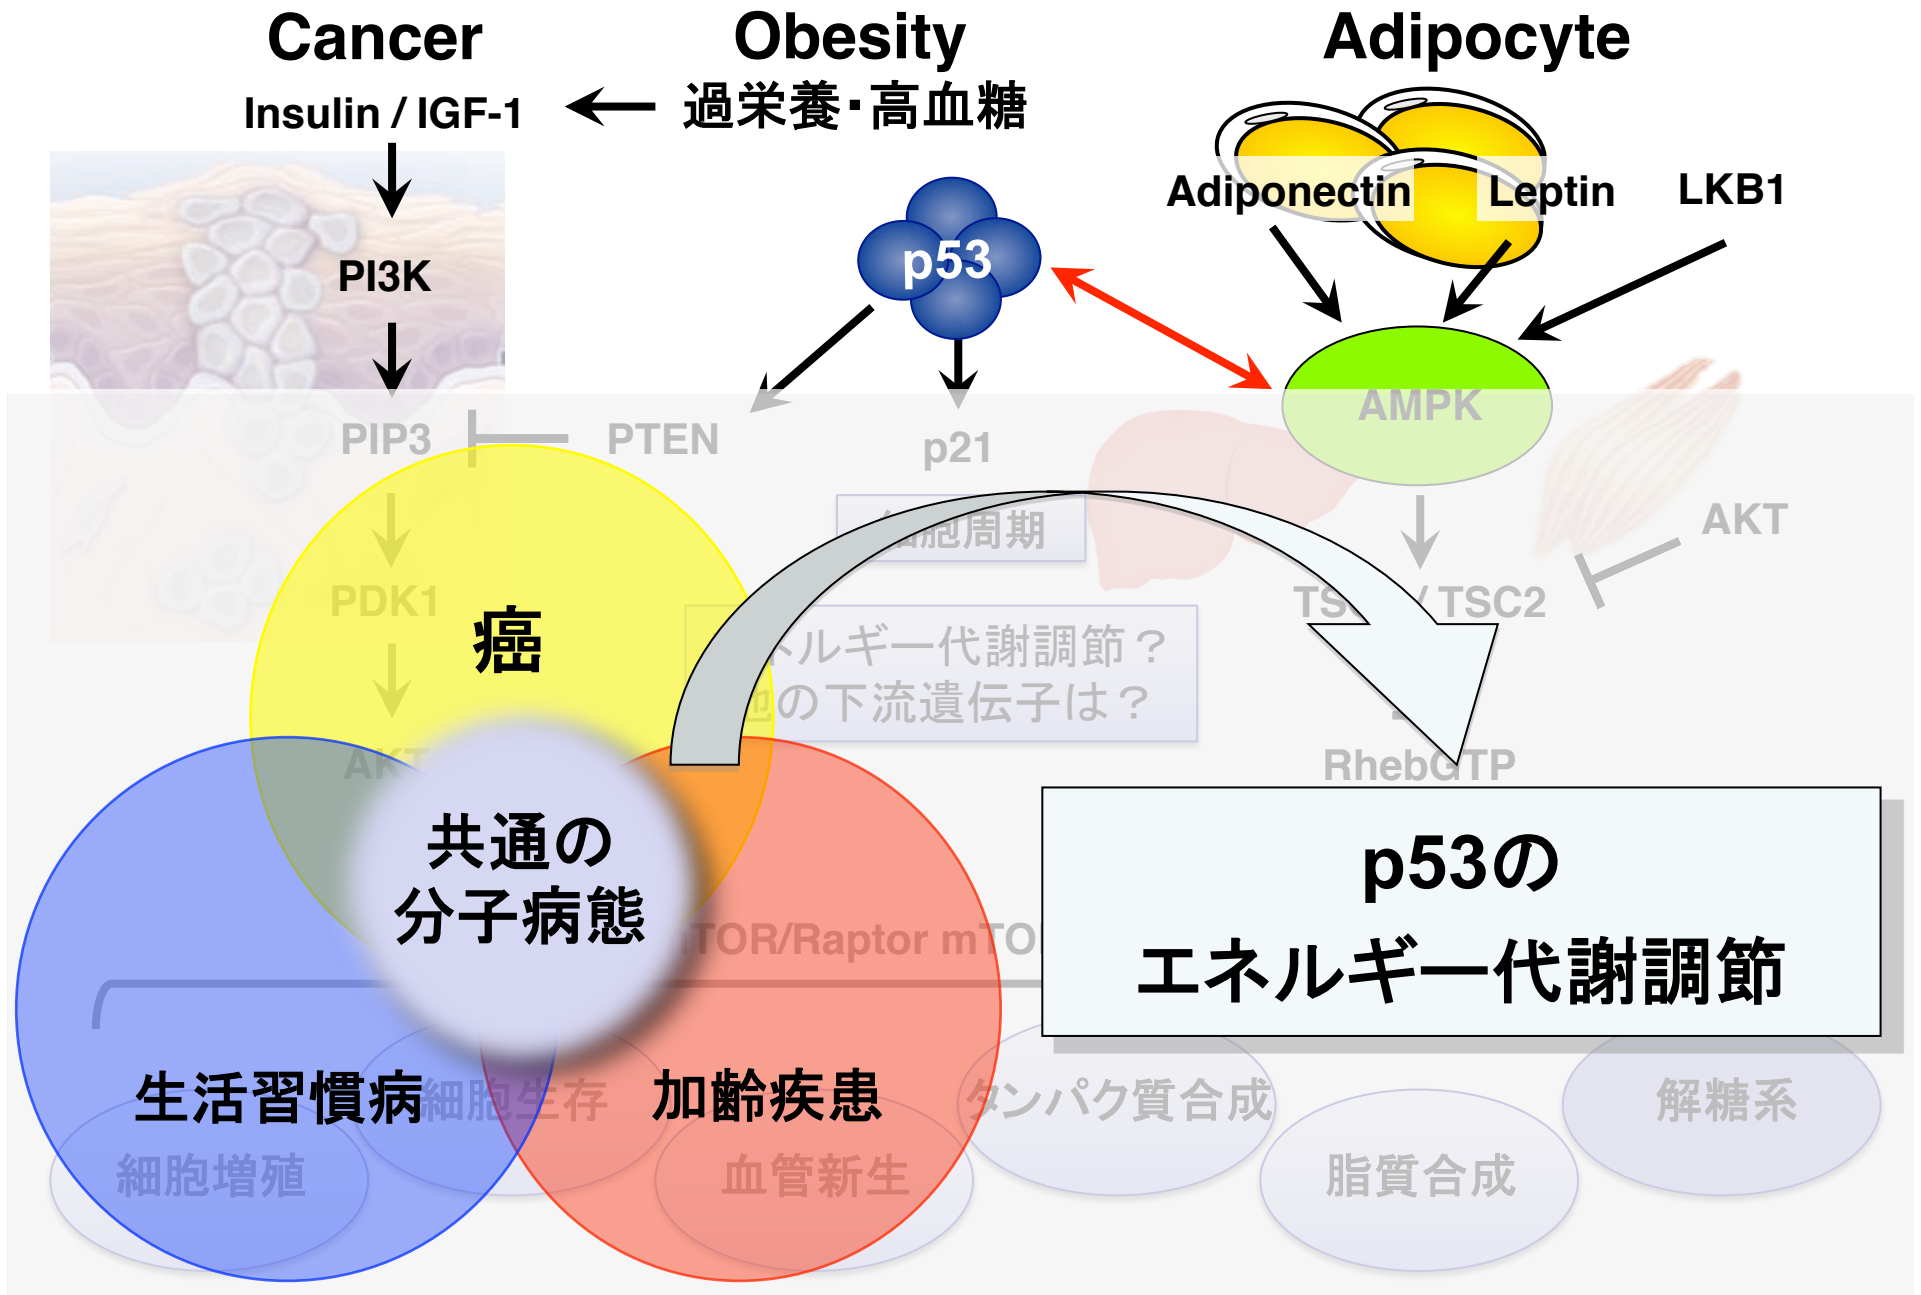 Cancer
Obesity
Adipocyte
Insulin / IGF-1
過栄養・高血糖
Adiponectin
Leptin
LKB1
PI3K
p53
AMPK
PIP3
PTEN
p21
細胞周期
AKT
PDK1
TSC / TSC2
癌
ネルギー代謝調節？
他の下流遺伝子は？
AKT
RhebGTP
共通の
分子病態
p53の
エネルギー代謝調節
mTOR/Raptor mTO
生活習慣病
細胞生存
加齢疾患
タンパク質合成
解糖系
細胞増殖
血管新生
脂質合成